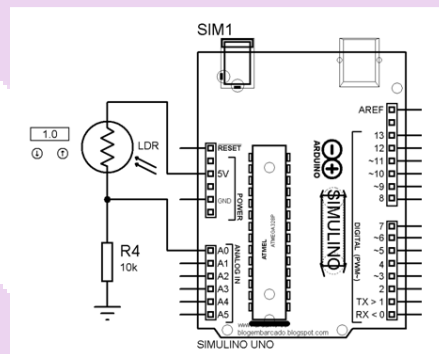 SIM1
1.0
LDR
R4
10k
RESET
5V
GND
POWER
A0
A1
A2
A3
A4
A5
ANALOG IN
ATMEL
ATMEGA328P
ARDUINO
SIMULINO
AREF
13
12
~11
~10
~9
8
7
~6
~5
4
~3
2
TX > 1
RX < 0
DIGITAL (PWM~)
blogembarcado.blogspot.com
SIMULINO UNO